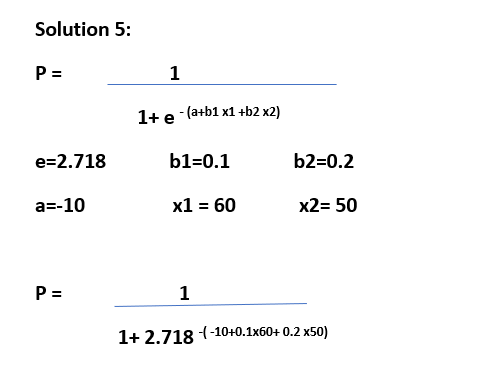 Solution 5:
P = 1
1+ e - (a+b1 x1 +b2 x2)
e=2.718 b1=0.1 b2=0.2
a=-10 x1 = 60 x2= 50
P = 1
1+ 2.718 -( -10+0.1x60+ 0.2 x50)